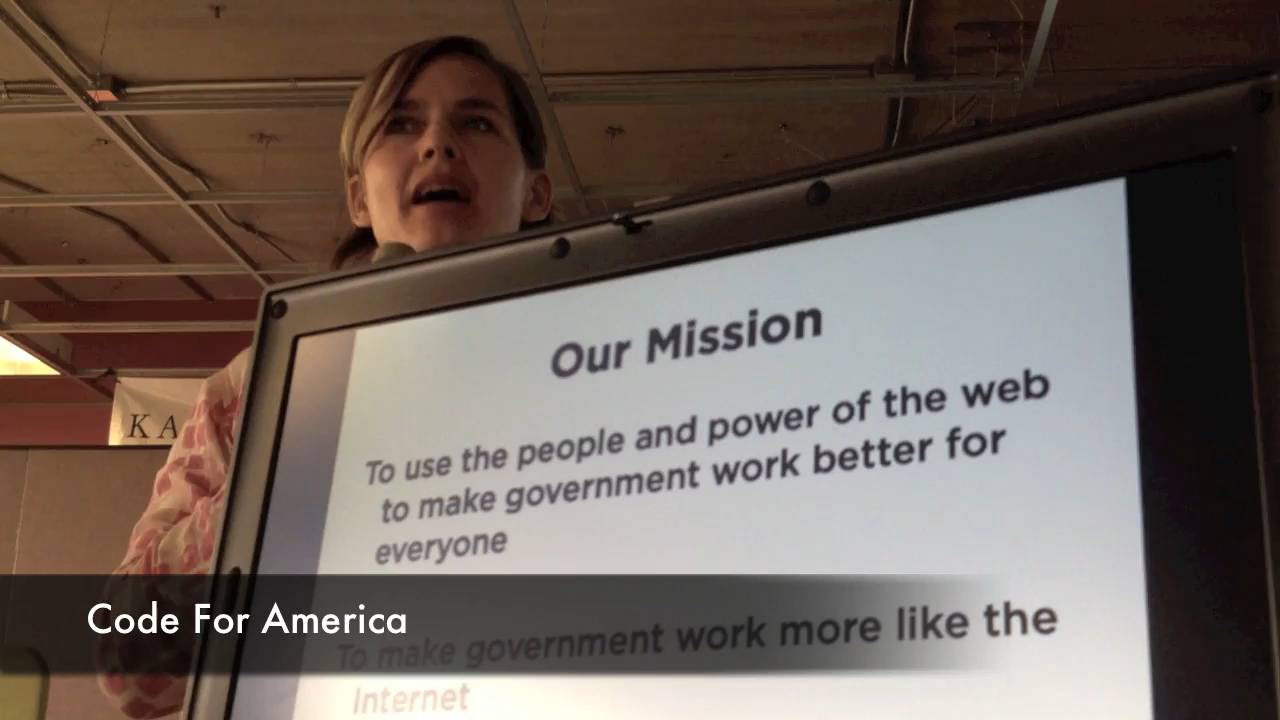 Our Mission
To use the people and power of the web
to make government work better for
everyone
To make government work more like the
Internet
K A
Code For America